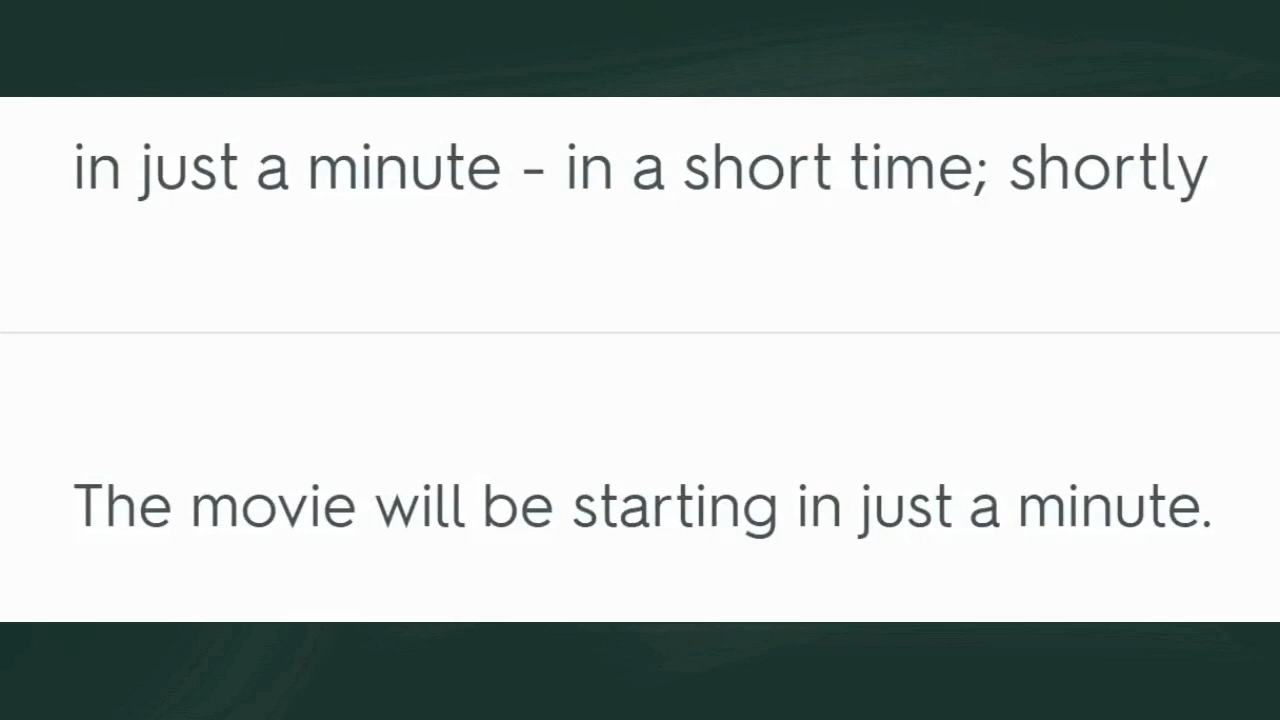 in just a minute - in a short time; shortly
The movie will be starting in just a minute.